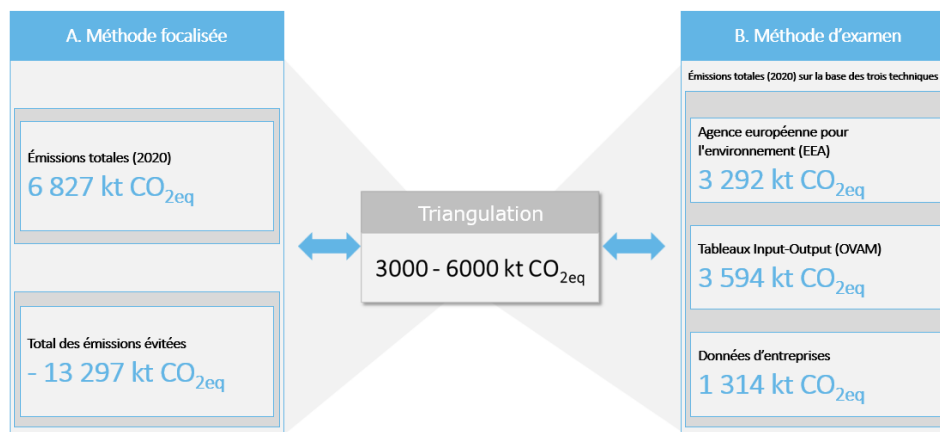 A. Méthode focalisée
Émissions totales (2020)
6 827 kt CO2eq
Total des émissions évitées
- 13 297 kt CO2eq
Triangulation
3000 - 6000 kt CO2eq
B. Méthode d'examen
Émissions totales (2020) sur la base des trois techniques
Agence européenne pour
l'environnement (EEA)
3 292 kt CO2eq
Tableaux Input-Output (OVAM)
3 594 kt CO2eq
Données d'entreprises
1 314 kt CO2eq